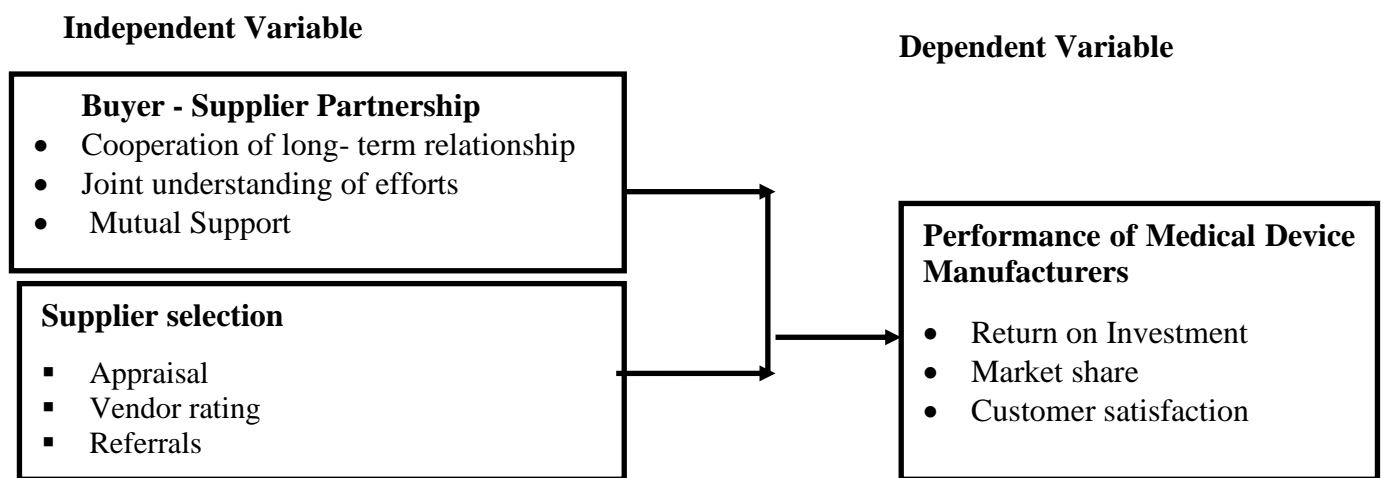 Independent Variable
Dependent Variable
Buyer - Supplier Partnership
• Cooperation of long- term relationship
• Joint understanding of efforts
• Mutual Support
Supplier selection
▪ Appraisal
▪ Vendor rating
▪ Referrals
Performance of Medical Device
Manufacturers
• Return on Investment
• Market share
• Customer satisfaction